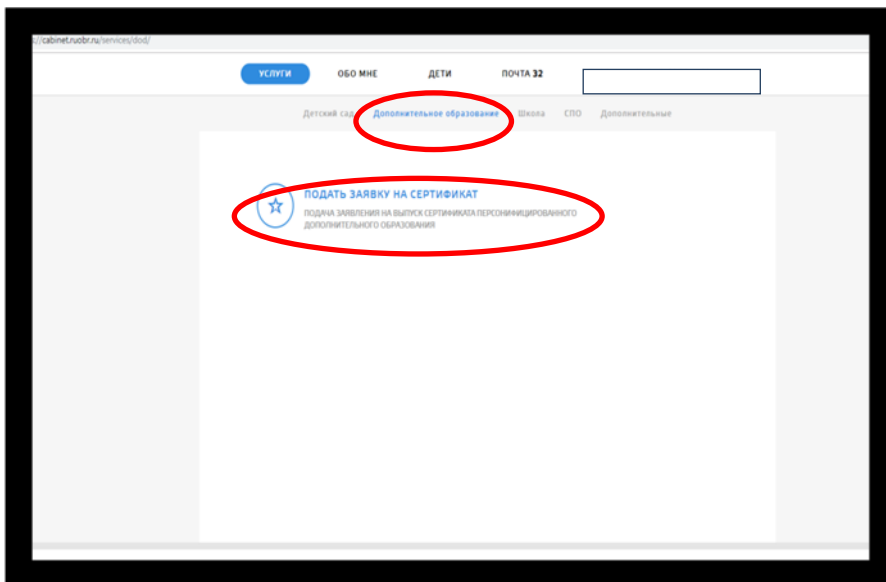 //cabinet.ruobr.ru/services/dod/
УСЛУГИ ОБО МНЕ ДЕТИ ПОЧТА 32
Детский сад Дополнительное образование Школа СПО Дополнительные
ПОДАТЬ ЗАЯВКУ НА СЕРТИФИКАТ
ПОДАЧА ЗАЯВЛЕНИЯ НА ВЫПУСК СЕРТИФИКАТА ПЕРСОНИФИЦИРОВАННОГО
ДОПОЛНИТЕЛЬНОГО ОБРАЗОВАНИЯ